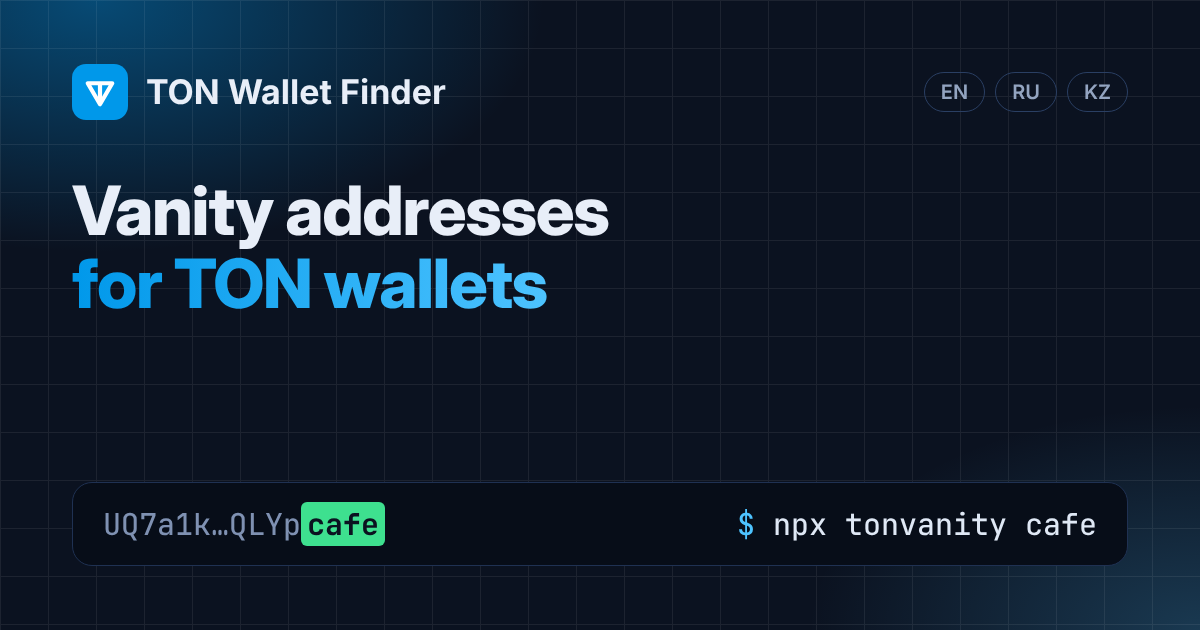 TON Wallet Finder
EN RU KZ
Vanity addresses
for TON wallets
UQ7a1k…QLYpcafe
$ npx tonvanity cafe